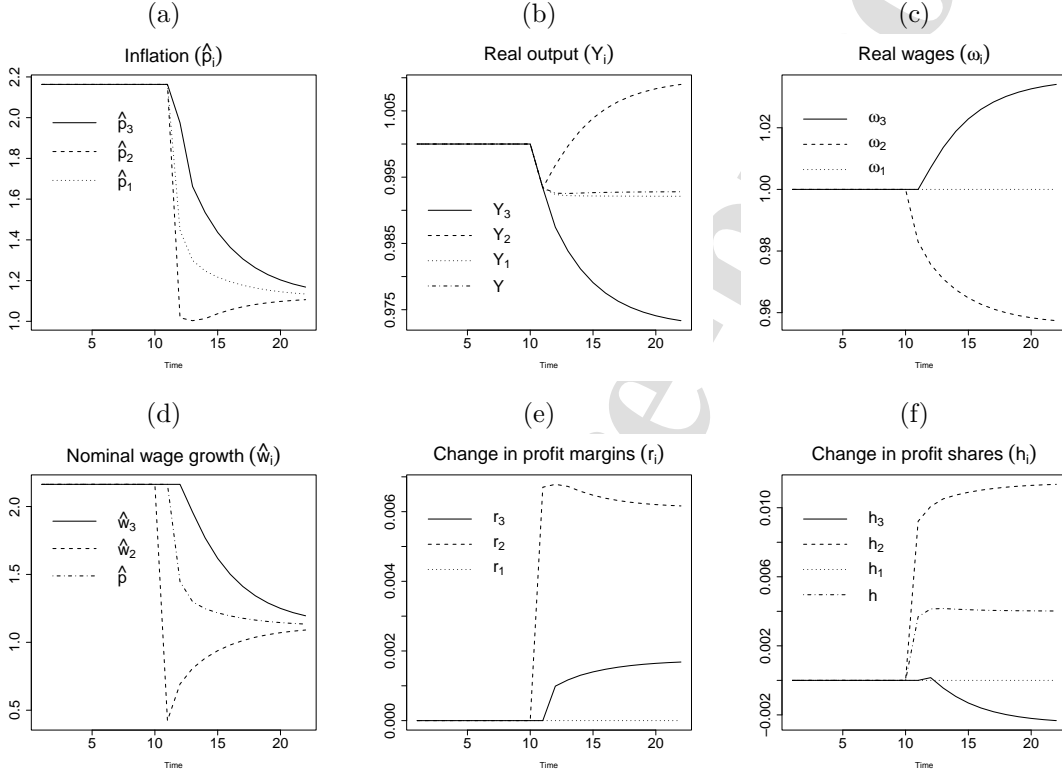 (a)
Inflation (p̂i)
2.2
2.0
1.8
1.6
1.4
1.2
1.0
p̂3
p̂2
p̂1
5 10 15 20
Time
(b)
Real output (Yi)
1.005
0.995
0.985
0.975
Y3
Y2
Y1
Y
5 10 15 20
Time
(c)
Real wages (ωi)
1.02
1.00
0.98
0.96
ω3
ω2
ω1
5 10 15 20
Time
(d)
Nominal wage growth (ŵi)
2.0
1.5
1.0
0.5
ŵ3
ŵ2
p̂
5 10 15 20
Time
(e)
Change in profit margins (ri)
0.006
0.004
0.002
0.000
r3
r2
r1
5 10 15 20
Time
(f)
Change in profit shares (hi)
0.010
0.006
0.002
−0.002
h3
h2
h1
h
5 10 15 20
Time